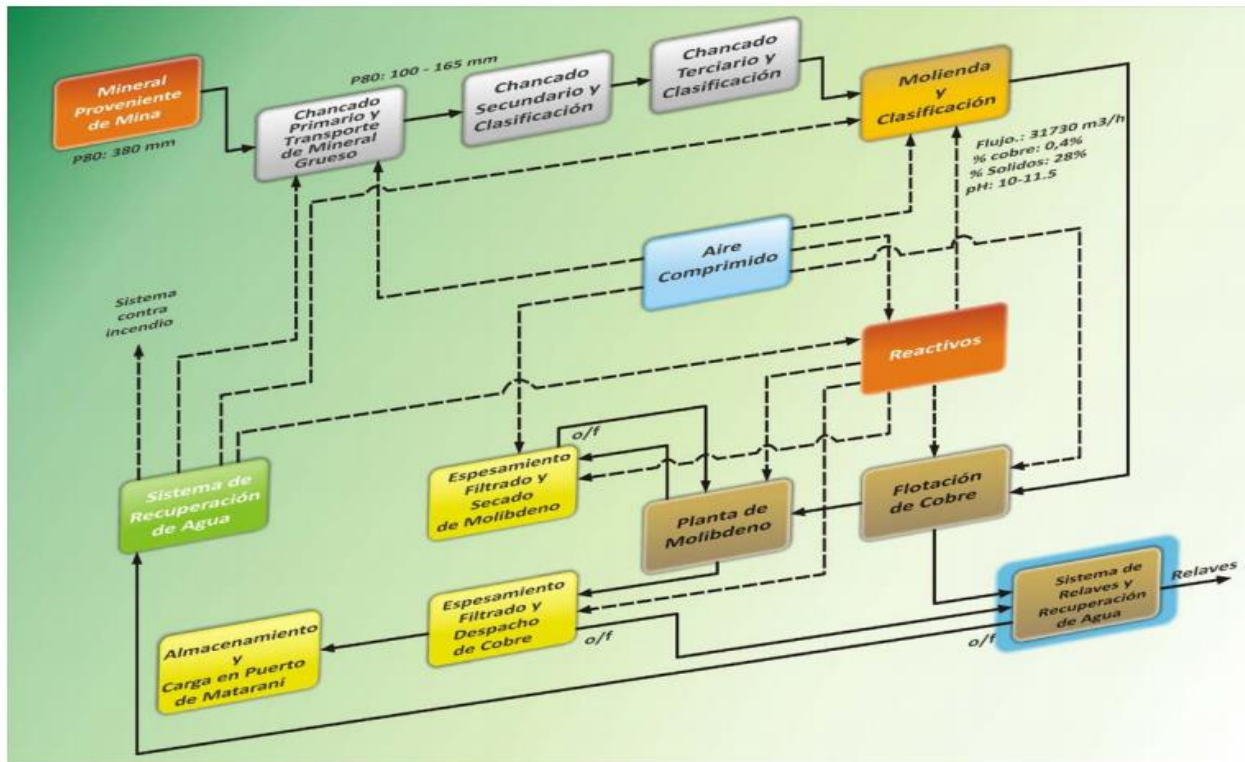 Mineral
Proveniente
de Mina
P80: 380 mm
P80: 100 - 165 mm
Chancado
Primario y
Transporte
de Mineral
Grueso
Chancado
Secundario y
Clasificación
Chancado
Terciario y
Clasificación
Molienda
y
Clasificación
Flujo.: 31730 m3/h
% cobre: 0,4%
% Solidos: 28%
pH: 10-11.5
Aire
Comprimido
Sistema
contra
incendio
Reactivos
o/f
Sistema de
Recuperación
de Agua
Espesamiento
Filtrado y
Secado
de Molibdeno
Planta de
Molibdeno
Flotación
de Cobre
Almacenamiento
y
Carga en Puerto
de Matarani
Espesamiento
Filtrado y
Despacho
de Cobre
o/f
Sistema de
Relaves y
Recuperación
de Agua
o/f
Relaves